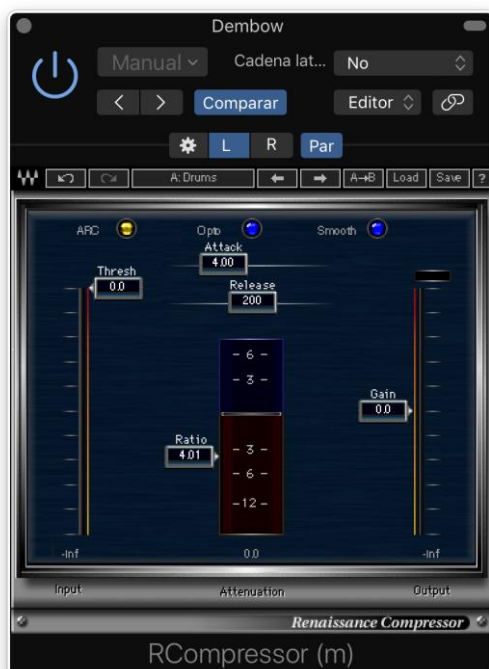 Dembow
Manual Cadena lat... No
Comparar Editor
L R Par
A: Drums A→B Load Save ?
ARC Opto Smooth
Attack
4.00
Thresh
0.0
Release
200
- 6 -
- 3 -
Gain
0.0
Ratio
4.01
- 3 -
- 6 -
-12-
-Inf 0.0 -Inf
Input Attenuation Output
Renaissance Compressor
RCompressor (m)